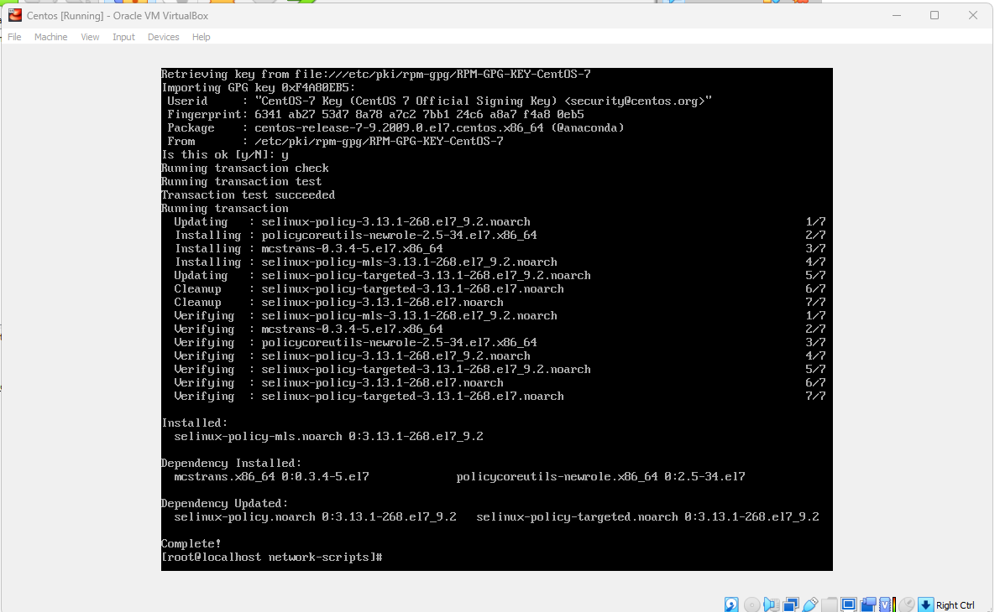 Centos [Running] - Oracle VM VirtualBox
File Machine View Input Devices Help
Retrieving key from file:///etc/pki/rpm-gpg/RPM-GPG-KEY-CentOS-7
Importing GPG key 0xF4A80EB5:
 Userid     : "CentOS-7 Key (CentOS 7 Official Signing Key) <security@centos.org>"
 Fingerprint: 6341 ab27 53d7 8a78 a7c2 7bb1 24c6 a8a7 f4a8 0eb5
 Package    : centos-release-7-9.2009.0.el7.centos.x86_64 (@anaconda)
 From       : /etc/pki/rpm-gpg/RPM-GPG-KEY-CentOS-7
Is this ok [y/N]: y
Running transaction check
Running transaction test
Transaction test succeeded
Running transaction
  Updating   : selinux-policy-3.13.1-268.el7_9.2.noarch 1/7
  Installing : policycoreutils-newrole-2.5-34.el7.x86_64 2/7
  Installing : mcstrans-0.3.4-5.el7.x86_64 3/7
  Installing : selinux-policy-mls-3.13.1-268.el7_9.2.noarch 4/7
  Updating   : selinux-policy-targeted-3.13.1-268.el7_9.2.noarch 5/7
  Cleanup    : selinux-policy-targeted-3.13.1-268.el7.noarch 6/7
  Cleanup    : selinux-policy-3.13.1-268.el7.noarch 7/7
  Verifying  : selinux-policy-mls-3.13.1-268.el7_9.2.noarch 1/7
  Verifying  : mcstrans-0.3.4-5.el7.x86_64 2/7
  Verifying  : policycoreutils-newrole-2.5-34.el7.x86_64 3/7
  Verifying  : selinux-policy-3.13.1-268.el7_9.2.noarch 4/7
  Verifying  : selinux-policy-targeted-3.13.1-268.el7_9.2.noarch 5/7
  Verifying  : selinux-policy-3.13.1-268.el7.noarch 6/7
  Verifying  : selinux-policy-targeted-3.13.1-268.el7.noarch 7/7
Installed:
  selinux-policy-mls.noarch 0:3.13.1-268.el7_9.2
Dependency Installed:
  mcstrans.x86_64 0:0.3.4-5.el7 policycoreutils-newrole.x86_64 0:2.5-34.el7
Dependency Updated:
  selinux-policy.noarch 0:3.13.1-268.el7_9.2 selinux-policy-targeted.noarch 0:3.13.1-268.el7_9.2
Complete!
[root@localhost network-scripts]#
Right Ctrl